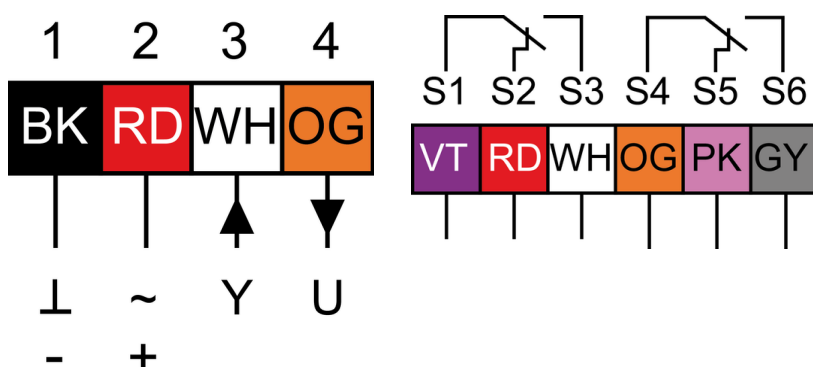 1 2 3 4
BK RD WH OG
⊥ ~ Y U
- +
S1 S2 S3 S4 S5 S6
VT RD WH OG PK GY